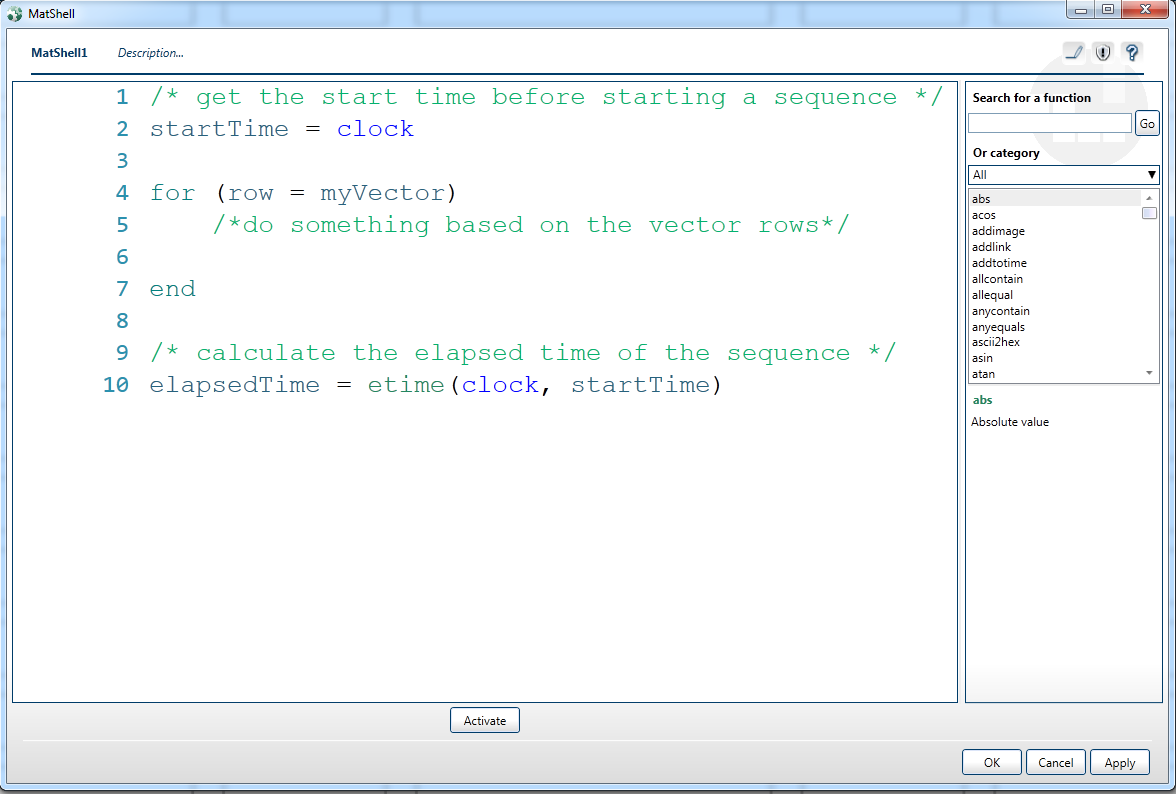 MatShell
MatShell1 Description...
1 /* get the start time before starting a sequence */
2 startTime = clock
3
4 for (row = myVector)
5 /*do something based on the vector rows*/
6
7 end
8
9 /* calculate the elapsed time of the sequence */
10 elapsedTime = etime(clock, startTime)
Activate
Search for a function
Go
Or category
All
abs
acos
addimage
addlink
addtotime
allcontain
allequal
anycontain
anyequals
ascii2hex
asin
atan
abs
Absolute value
OK Cancel Apply